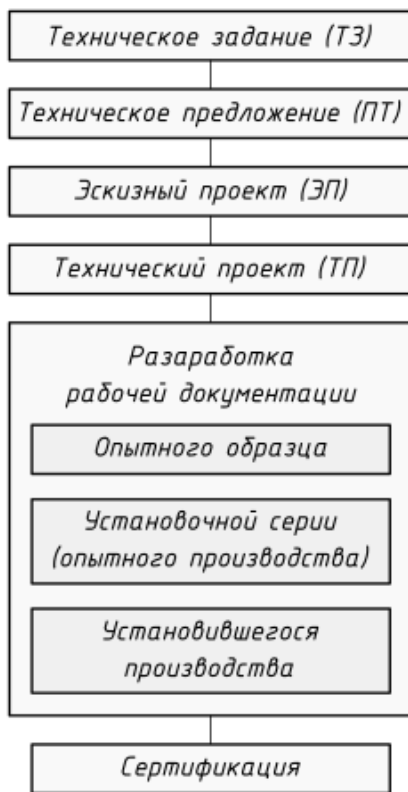 Техническое задание (ТЗ)
Техническое предложение (ПТ)
Эскизный проект (ЭП)
Технический проект (ТП)
Разаработка
рабочей документации
Опытного образца
Установочной серии
(опытного производства)
Установившегося
производства
Сертификация